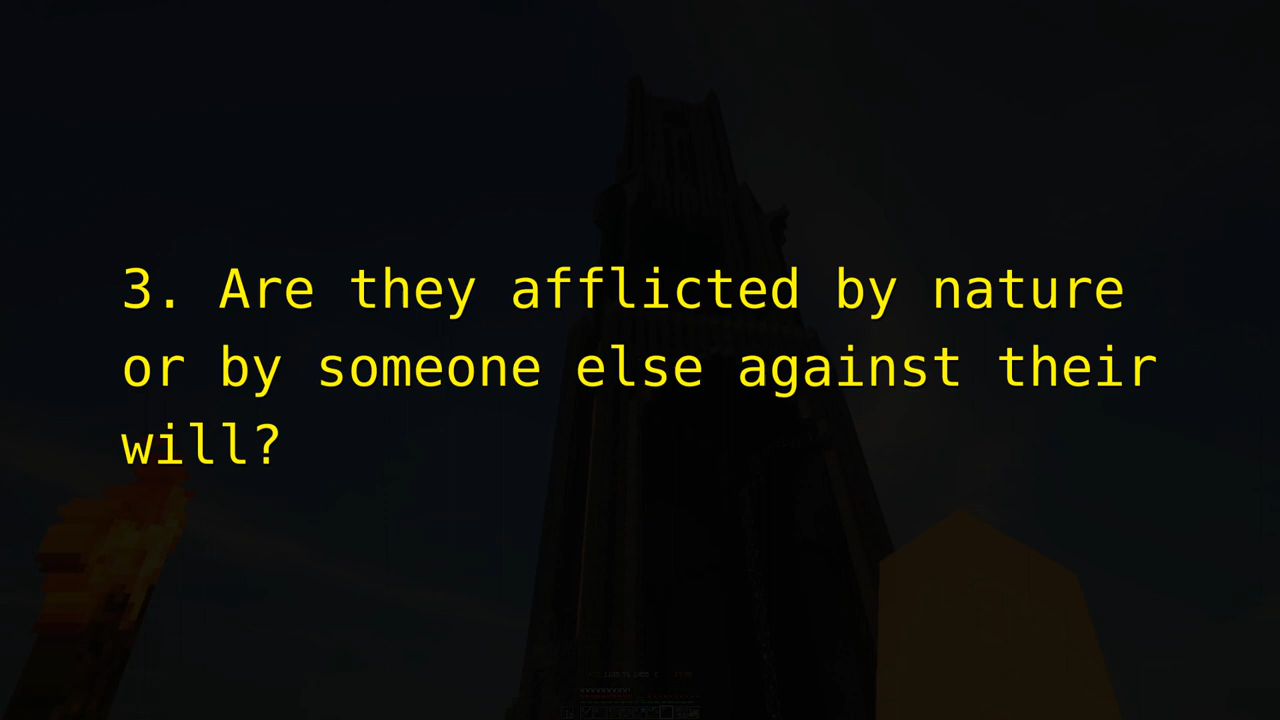 3. Are they afflicted by nature
or by someone else against their
will?